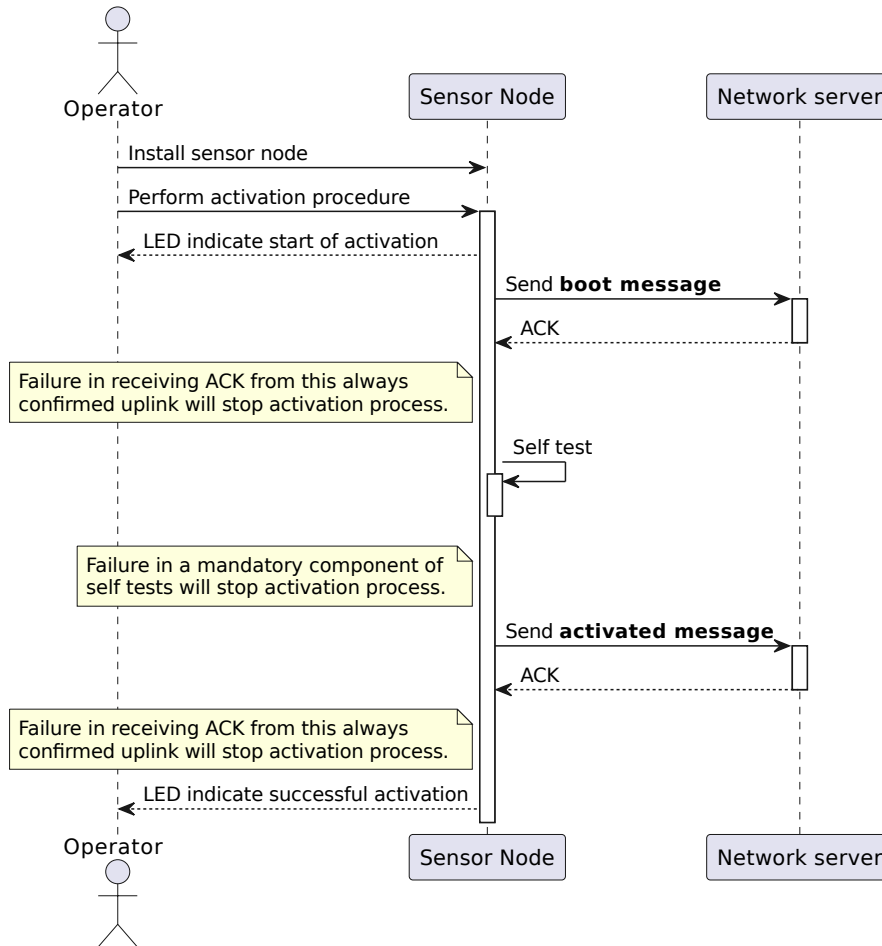 Operator
Sensor Node
Network server
Install sensor node
Perform activation procedure
LED indicate start of activation
Send boot message
ACK
Failure in receiving ACK from this always
confirmed uplink will stop activation process.
Self test
Failure in a mandatory component of
self tests will stop activation process.
Send activated message
ACK
Failure in receiving ACK from this always
confirmed uplink will stop activation process.
LED indicate successful activation
Operator
Sensor Node
Network server